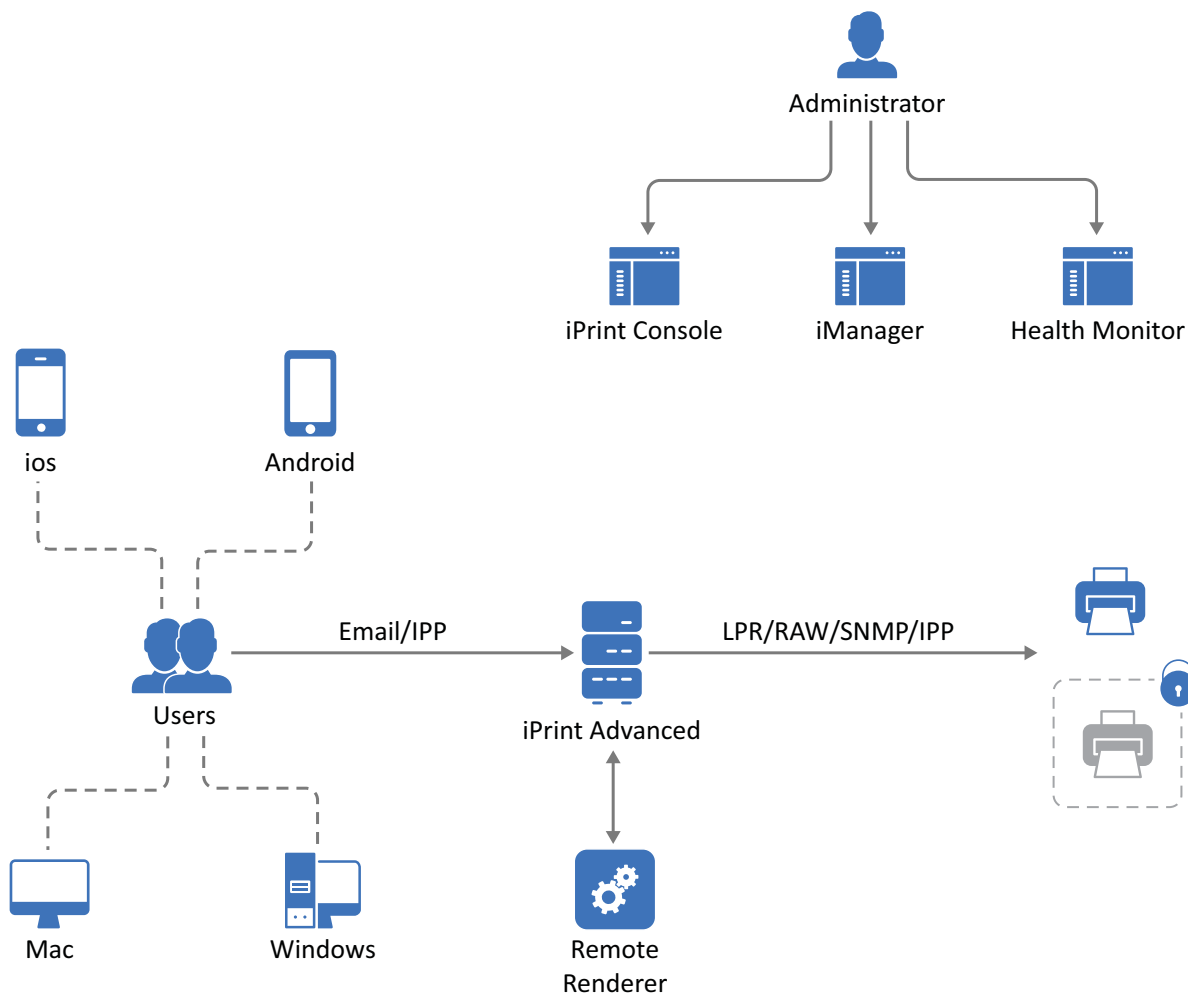 Administrator
iPrint Console
iManager
Health Monitor
ios
Android
Email/IPP
LPR/RAW/SNMP/IPP
Users
iPrint Advanced
Mac
Windows
Remote
Renderer